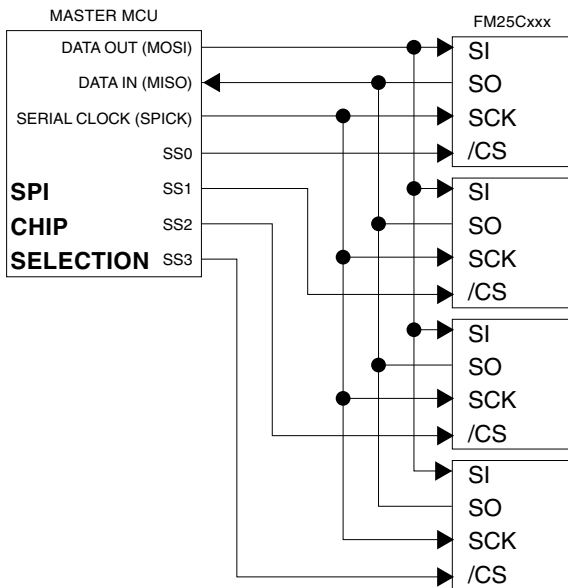 MASTER MCU
DATA OUT (MOSI)
DATA IN (MISO)
SERIAL CLOCK (SPICK)
SS0
SPI SS1
CHIP SS2
SELECTION SS3
FM25Cxxx
SI
SO
SCK
/CS
SI
SO
SCK
/CS
SI
SO
SCK
/CS
SI
SO
SCK
/CS